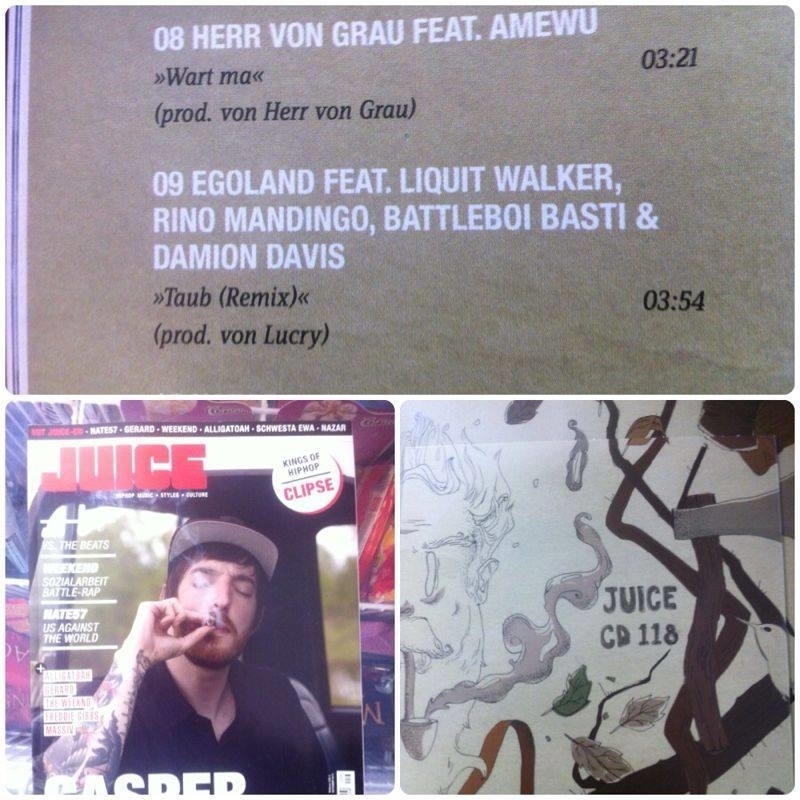 08 HERR VON GRAU FEAT. AMEWU
»Wart ma«
03:21
(prod. von Herr von Grau)
09 EGOLAND FEAT. LIQUIT WALKER,
RINO MANDINGO, BATTLEBOI BASTI &
DAMION DAVIS
»Taub (Remix)«
03:54
(prod. von Lucry)
MIT JUICE-CD • NATE57 • GERARD • WEEKEND • ALLIGATOAH • SCHWESTA EWA • NAZAR
JUICE
HIPHOP MUSIC • STYLES • CULTURE
KINGS OF
HIPHOP
CLIPSE
VS. THE BEATS
WEEKEND
SOZIALARBEIT
BATTLE-RAP
NATE57
US AGAINST
THE WORLD
+
ALLIGATOAH
GERARD
THE WEEKND
FREDDIE GIBBS
MASSIV
CASPER
JUICE
CD 118